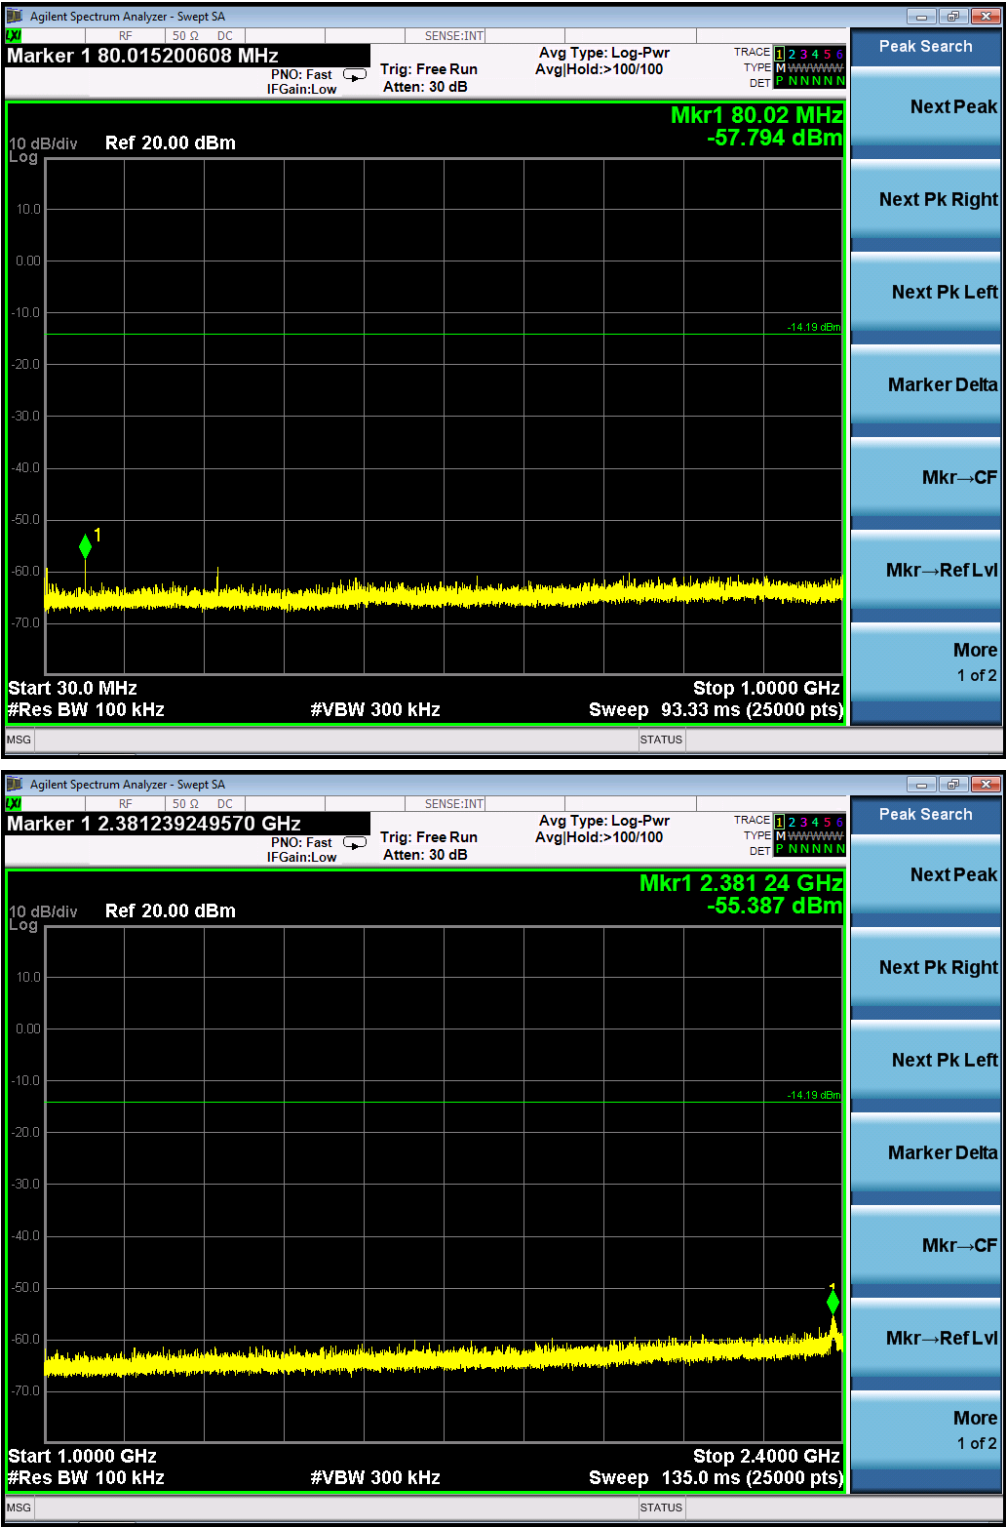 Agilent Spectrum Analyzer - Swept SA
LXI RF 50 Ω DC SENSE:INT
Marker 1 80.015200608 MHz
PNO: Fast
IFGain:Low
Trig: Free Run
Atten: 30 dB
Avg Type: Log-Pwr
Avg|Hold:>100/100
TRACE 1 2 3 4 5 6
TYPE M WWWWW
DET P N N N N N
Mkr1 80.02 MHz
-57.794 dBm
10 dB/div Ref 20.00 dBm
Log
10.0
0.00
-10.0
-14.19 dBm
-20.0
-30.0
-40.0
-50.0
1
-60.0
-70.0
Start 30.0 MHz Stop 1.0000 GHz
#Res BW 100 kHz #VBW 300 kHz Sweep 93.33 ms (25000 pts)
MSG STATUS
Peak Search
Next Peak
Next Pk Right
Next Pk Left
Marker Delta
Mkr→CF
Mkr→Ref Lvl
More
1 of 2
Agilent Spectrum Analyzer - Swept SA
LXI RF 50 Ω DC SENSE:INT
Marker 1 2.381239249570 GHz
PNO: Fast
IFGain:Low
Trig: Free Run
Atten: 30 dB
Avg Type: Log-Pwr
Avg|Hold:>100/100
TRACE 1 2 3 4 5 6
TYPE M WWWWW
DET P N N N N N
Mkr1 2.381 24 GHz
-55.387 dBm
10 dB/div Ref 20.00 dBm
Log
10.0
0.00
-10.0
-14.19 dBm
-20.0
-30.0
-40.0
-50.0
1
-60.0
-70.0
Start 1.0000 GHz Stop 2.4000 GHz
#Res BW 100 kHz #VBW 300 kHz Sweep 135.0 ms (25000 pts)
MSG STATUS
Peak Search
Next Peak
Next Pk Right
Next Pk Left
Marker Delta
Mkr→CF
Mkr→Ref Lvl
More
1 of 2